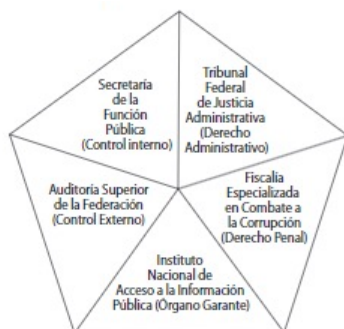 Secretaría
de la
Función
Pública
(Control interno)
Tribunal
Federal
de Justicia
Administrativa
(Derecho
Administrativo)
Auditoría Superior
de la Federación
(Control Externo)
Fiscalía
Especializada
en Combate a
la Corrupción
(Derecho Penal)
Instituto
Nacional de
Acceso a la Información
Pública (Órgano Garante)